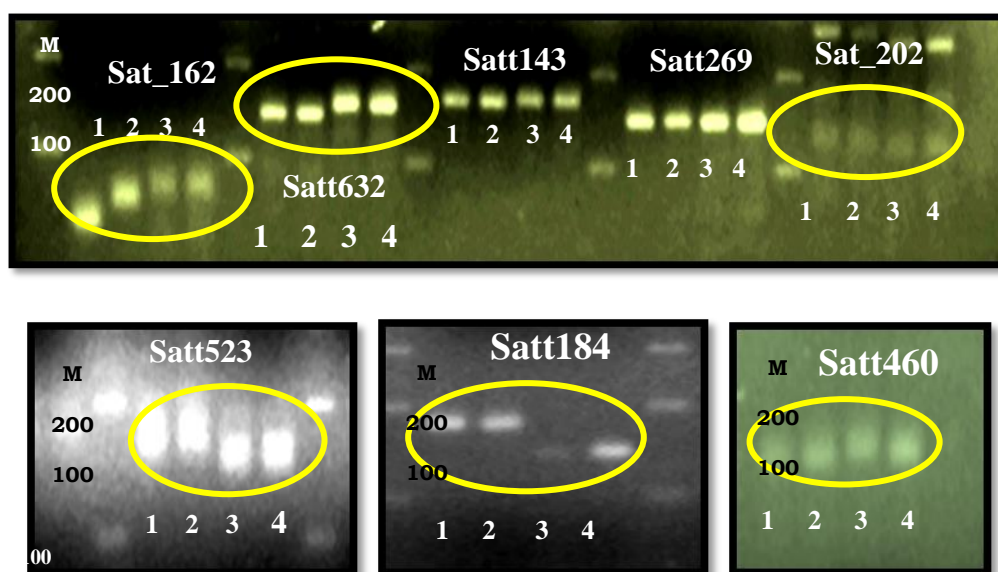 M
Sat_162
Satt143
Satt269
Sat_202
200
1 2 3 4
100
1 2 3 4
1 2 3 4
Satt632
1 2 3 4
1 2 3 4
Satt523
M
200
100
1 2 3 4
00
Satt184
M
200
100
1 2 3 4
Satt460
M
200
100
1 2 3 4